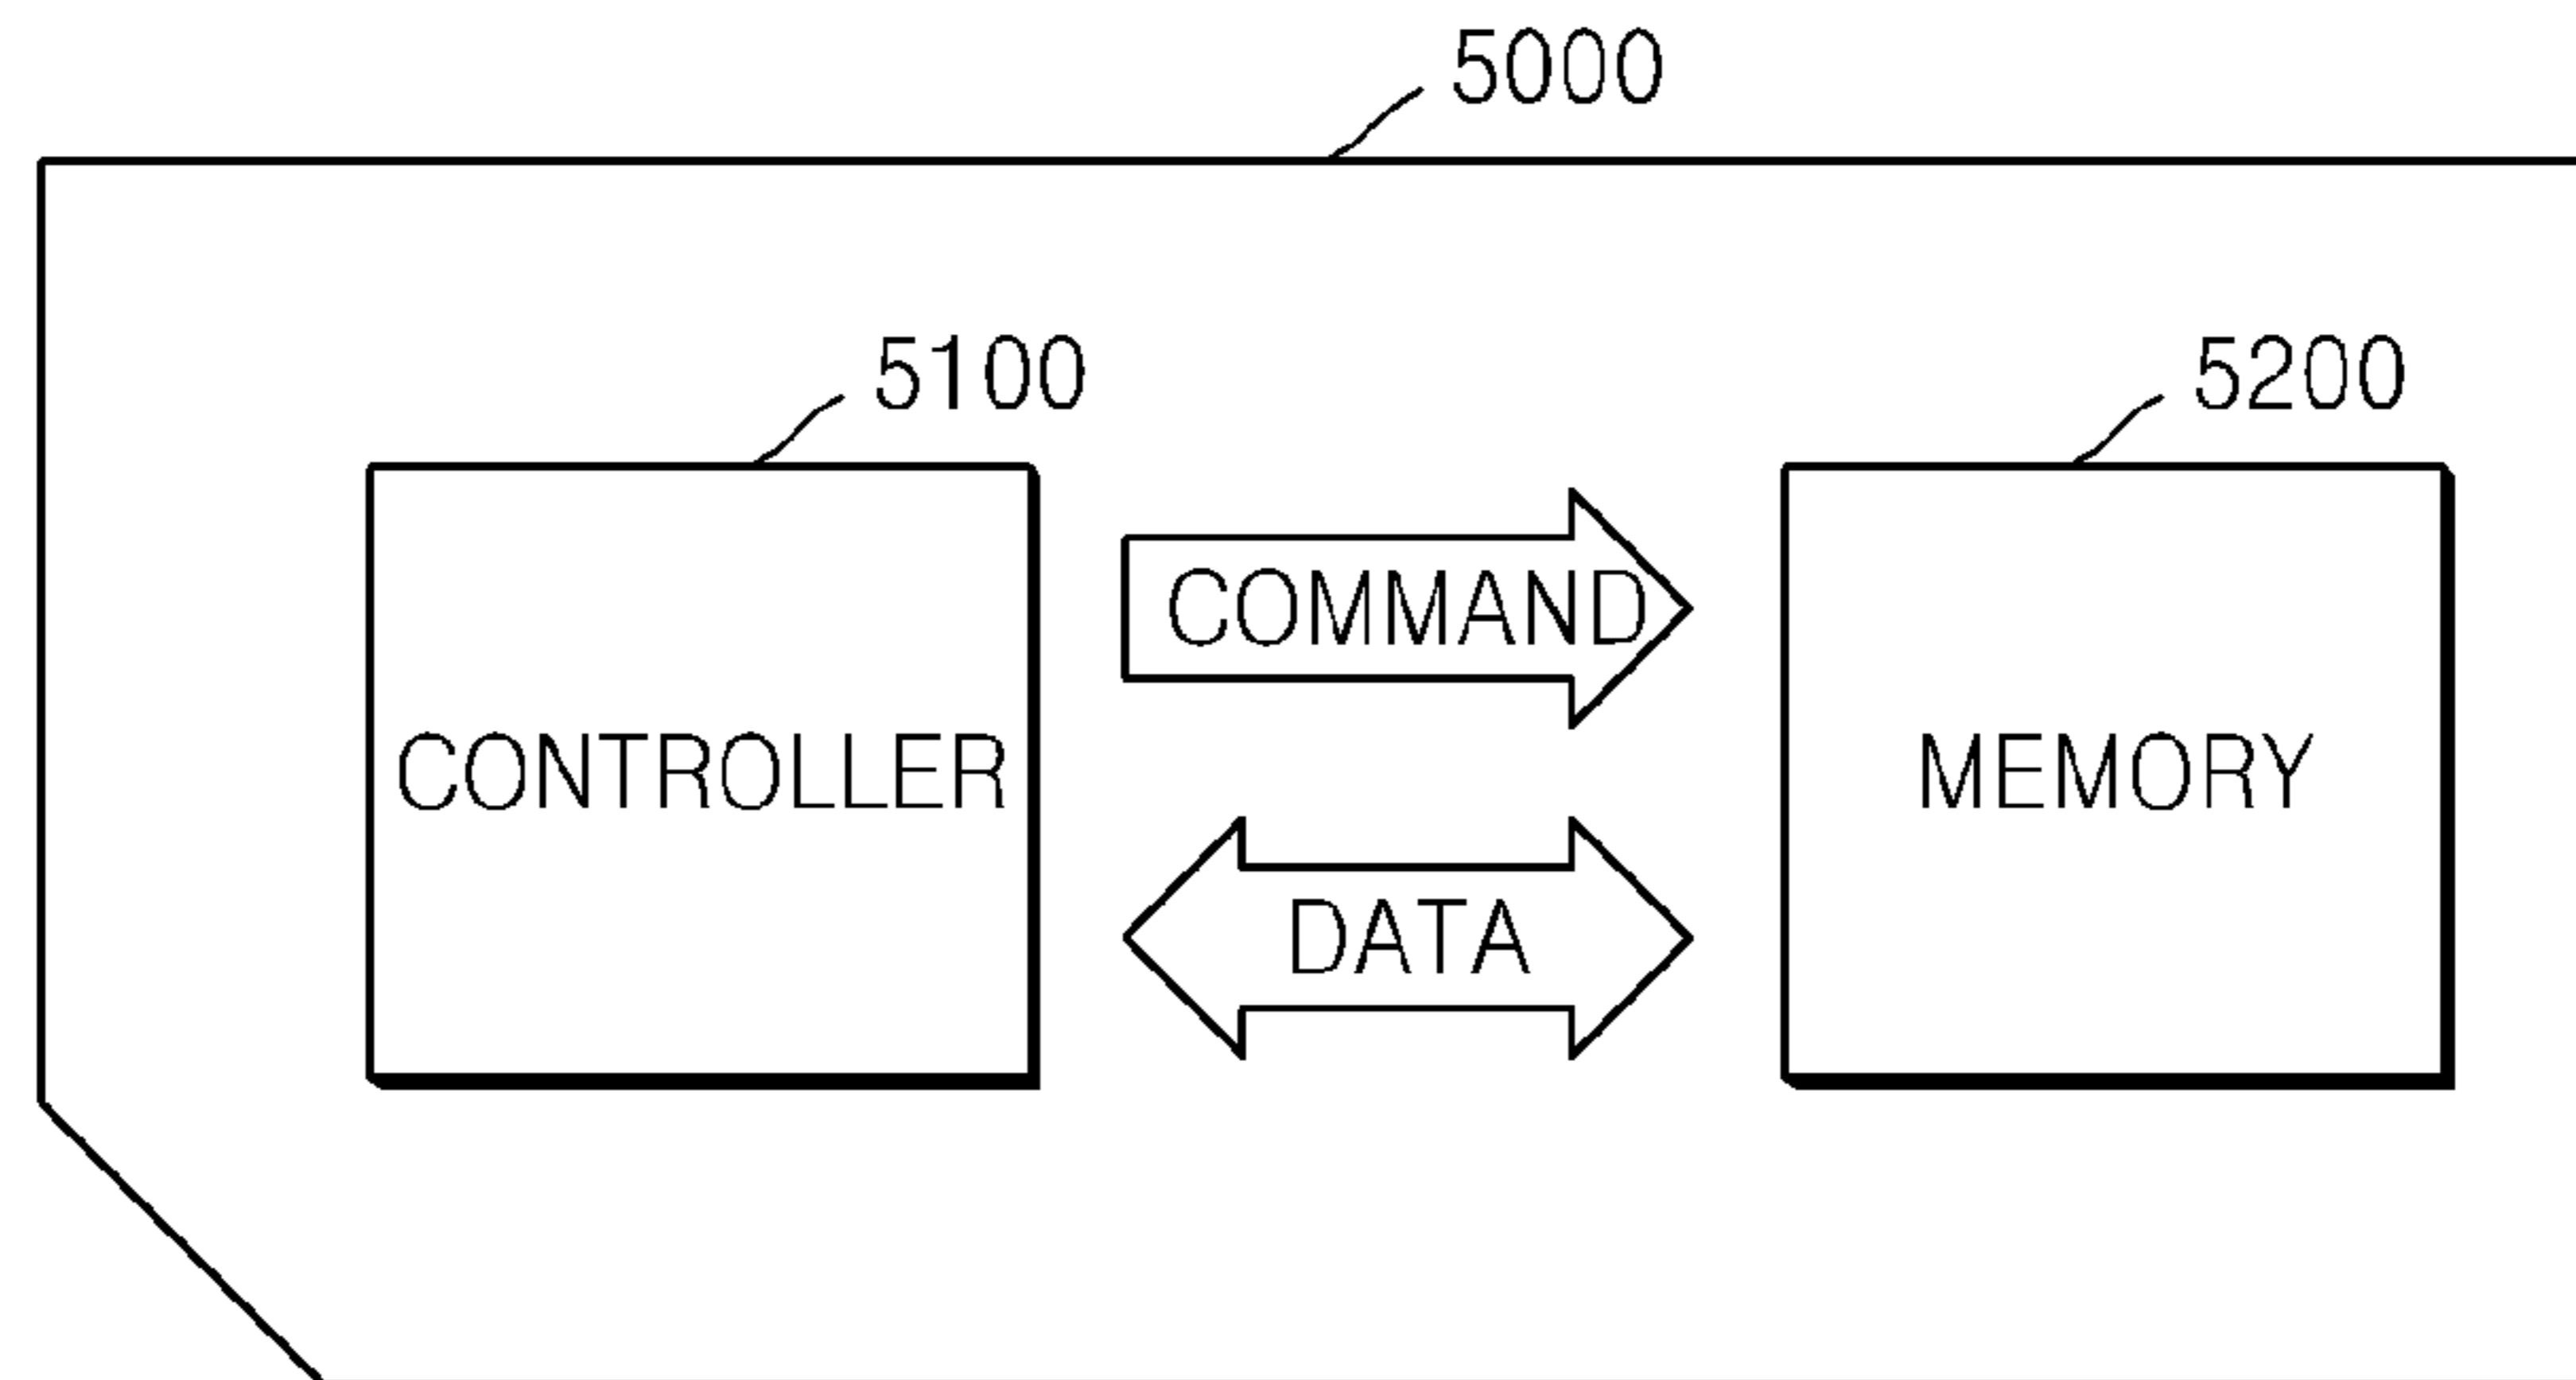 5000
5100
5200
COMMAND
CONTROLLER
MEMORY
DATA